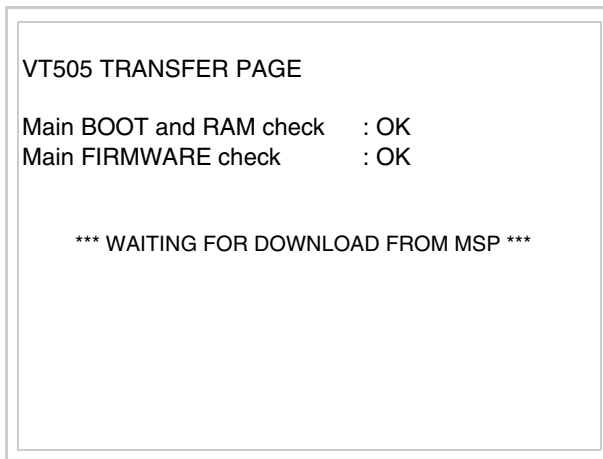 VT505 TRANSFER PAGE
Main BOOT and RAM check : OK
Main FIRMWARE check : OK
*** WAITING FOR DOWNLOAD FROM MSP ***